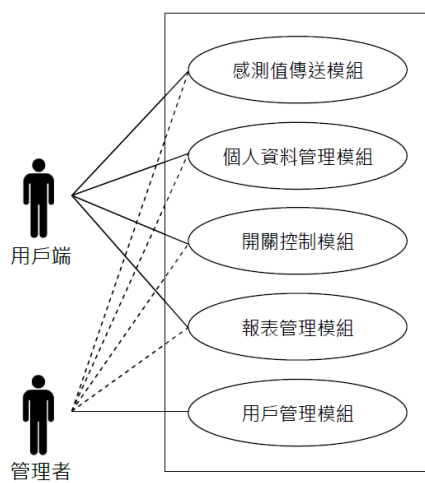 感測值傳送模組
個人資料管理模組
開關控制模組
用戶端
報表管理模組
用戶管理模組
管理者